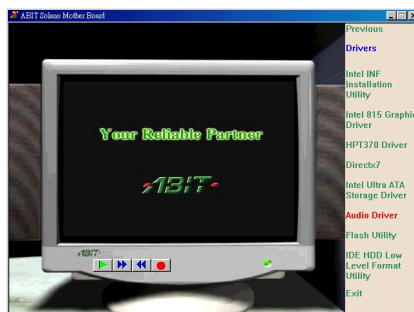 ABIT Solano Mother Board
Your Reliable Partner
ABIT
ABIT
Previous
Drivers
Intel INF
Installation
Utility
Intel 815 Graphic
Driver
HPT370 Driver
Directx7
Intel Ultra ATA
Storage Driver
Audio Driver
Flash Utility
IDE HDD Low
Level Format
Utility
Exit